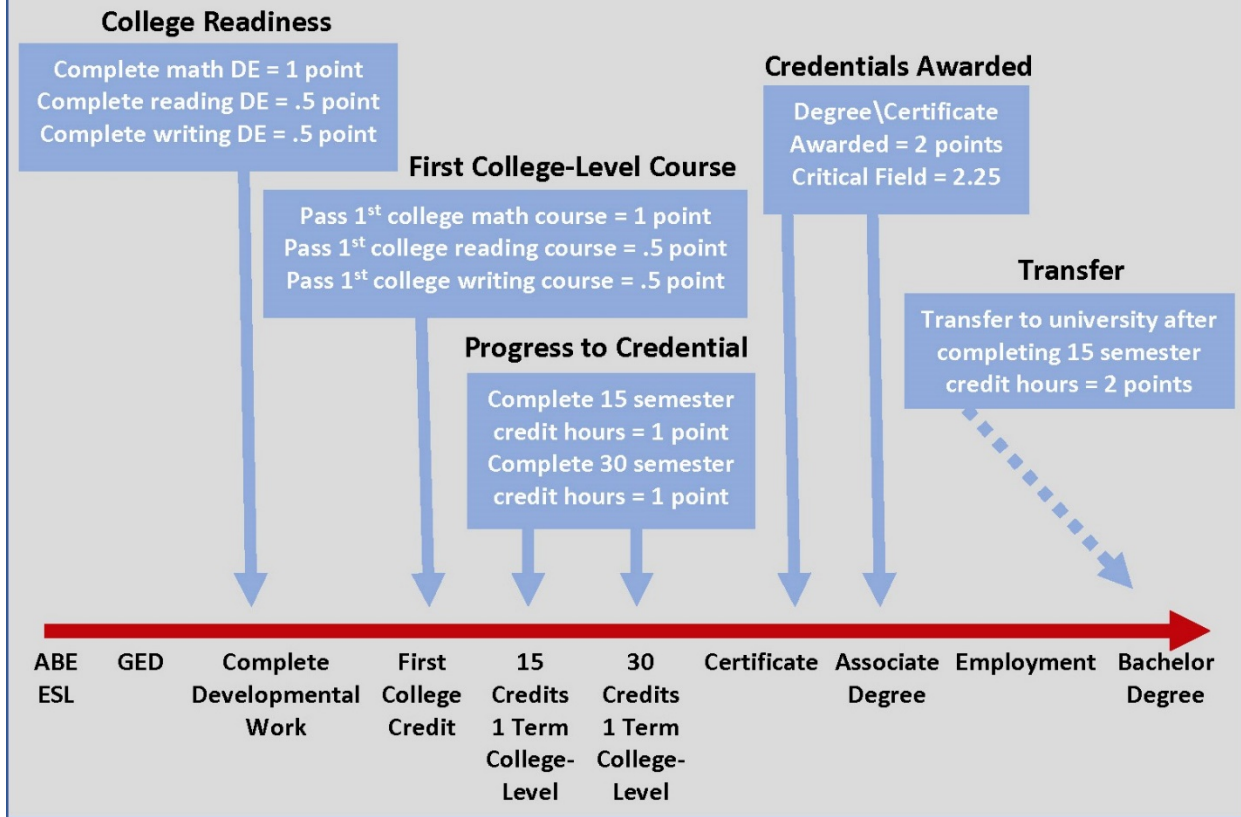 College Readiness
Complete math DE = 1 point
Complete reading DE = .5 point
Complete writing DE = .5 point
First College-Level Course
Pass 1st college math course = 1 point
Pass 1st college reading course = .5 point
Pass 1st college writing course = .5 point
Progress to Credential
Complete 15 semester
credit hours = 1 point
Complete 30 semester
credit hours = 1 point
Credentials Awarded
Degree\Certificate
Awarded = 2 points
Critical Field = 2.25
Transfer
Transfer to university after
completing 15 semester
credit hours = 2 points
ABE
ESL
GED
Complete
Developmental
Work
First
College
Credit
15
Credits
1 Term
College-
Level
30
Credits
1 Term
College-
Level
Certificate
Associate
Degree
Employment
Bachelor
Degree